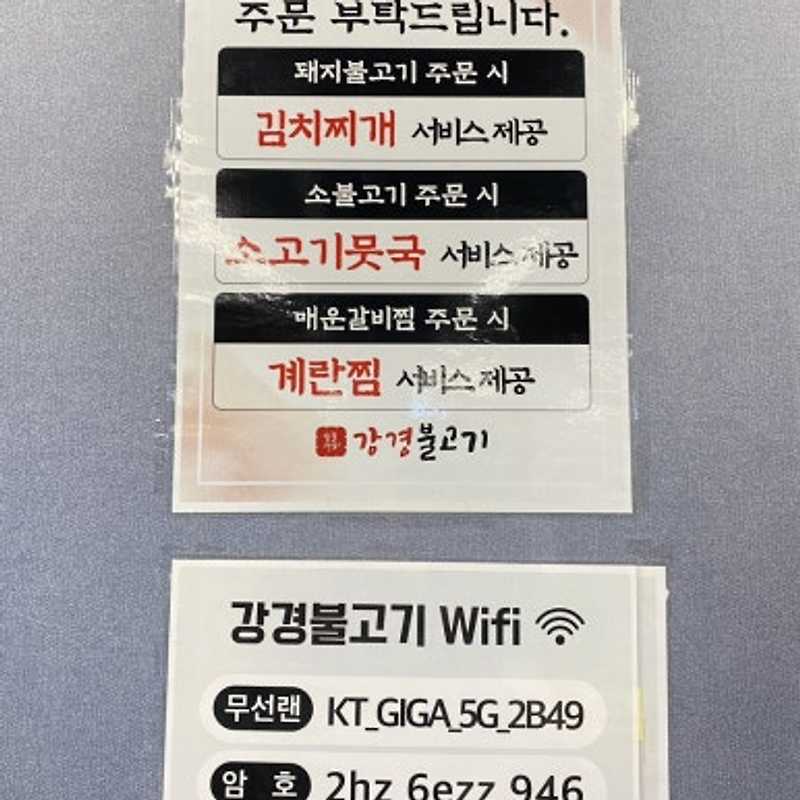 주문 부탁드립니다.
돼지불고기 주문 시
김치찌개 서비스 제공
소불고기 주문 시
소고기뭇국 서비스 제공
매운갈비찜 주문 시
계란찜 서비스 제공
강경불고기
강경불고기 Wifi
무선랜 KT_GIGA_5G_2B49
암 호 2hz 6ezz 946